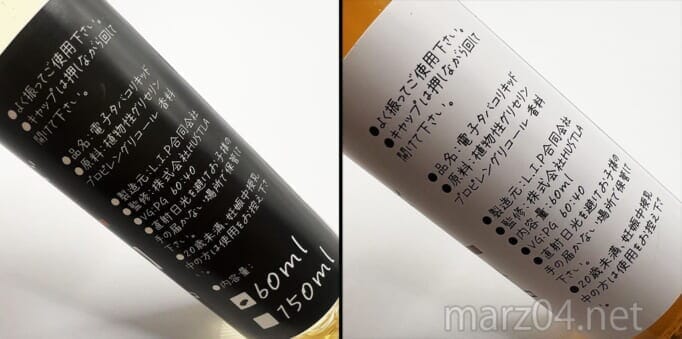 ●よく振ってご使用下さい。
●キャップは押しながら回して
開けて下さい。
●品名:電子タバコリキッド
●原料:植物性グリセリン
プロピレングリコール 香料
●製造元:L.I.P合同会社
●監修:株式会社HUSTLA
●VG:PG 60:40
●直射日光を避けお子様の
手の届かない場所で保管し
下さい。
●20歳未満、妊娠中授乳
中の方は使用をお控え下
●内容量:
60ml
150ml
●よく振ってご使用下さい。
●キャップは押しながら回して
開けて下さい。
●品名:電子タバコリキッド
●原料:植物性グリセリン
プロピレングリコール 香料
●製造元:L.I.P合同会社
●監修:株式会社HUSTLA
●内容量:60ml
●VG:PG 60:40
●直射日光を避けお子様の
手の届かない場所で保管し
下さい。
●20歳未満、妊娠中授乳
中の方は使用をお控え下
marz04.net